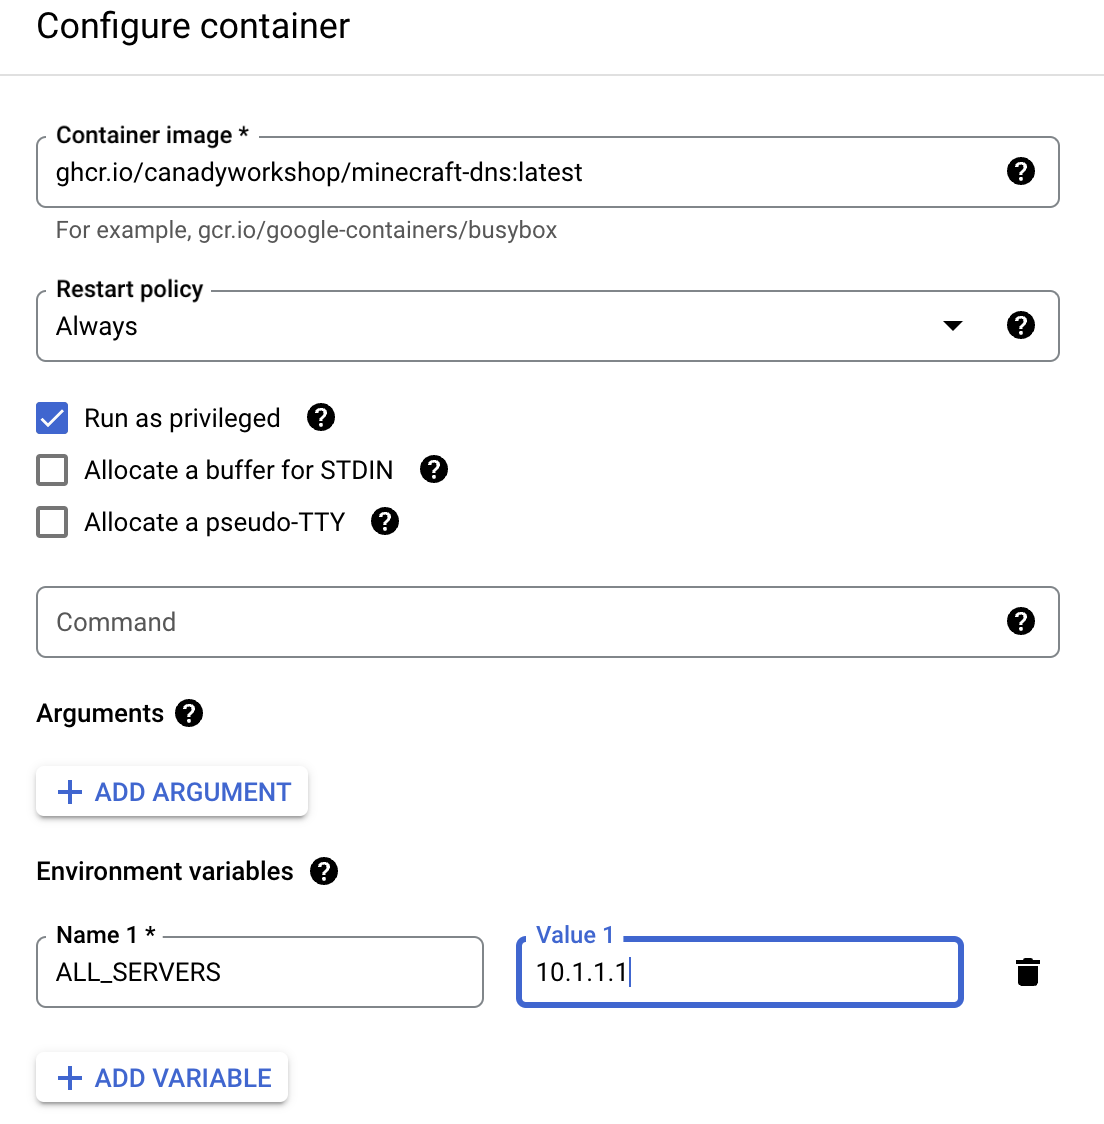 Configure container
Container image *
ghcr.io/canadyworkshop/minecraft-dns:latest
For example, gcr.io/google-containers/busybox
Restart policy
Always
Run as privileged
Allocate a buffer for STDIN
Allocate a pseudo-TTY
Command
Arguments
+ ADD ARGUMENT
Environment variables
Name 1 * Value 1
ALL_SERVERS 10.1.1.1
+ ADD VARIABLE